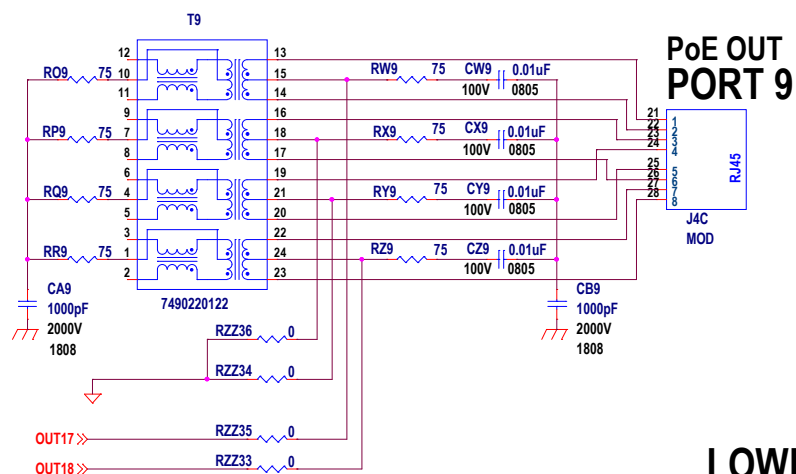 T9
PoE OUT
PORT 9
12 13
RO9 75 10 15 RW9 75 CW9 0.01uF
11 14 100V 0805
9 16 21 1
RP9 75 7 18 RX9 75 CX9 0.01uF 22 2
8 17 100V 0805 23 3
24 4
6 19 25 5
RQ9 75 4 21 RY9 75 CY9 0.01uF 26 6
5 20 100V 0805 27 7
28 8
RJ45
3 22 J4C
RR9 75 1 24 RZ9 75 CZ9 0.01uF MOD
2 23 100V 0805
CA9 7490220122 CB9
1000pF 1000pF
2000V 2000V
1808 1808
RZZ36 0
RZZ34 0
OUT17 RZZ35 0
OUT18 RZZ33 0